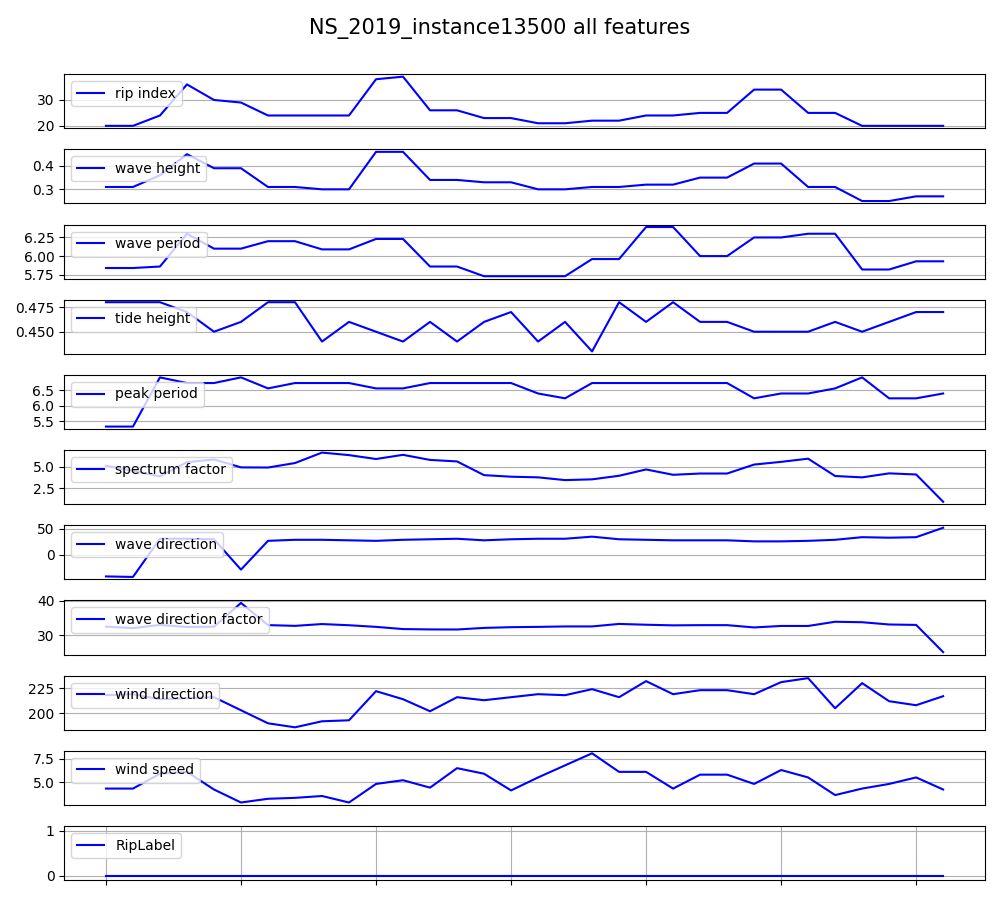 NS_2019_instance13500 all features
30
20
rip index
0.4
0.3
wave height
6.25
6.00
5.75
wave period
0.475
0.450
tide height
6.5
6.0
5.5
peak period
5.0
2.5
spectrum factor
50
0
wave direction
40
30
wave direction factor
225
200
wind direction
7.5
5.0
wind speed
1
0
RipLabel